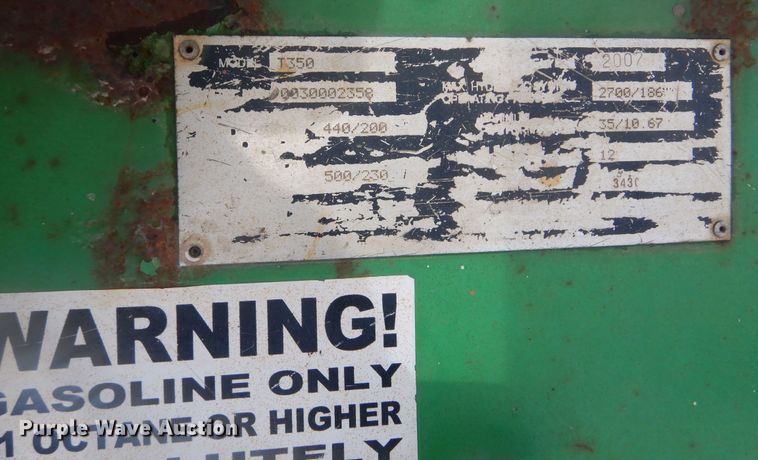 MODEL T350 2007
0030002358 MAX HYD 2700/186
OPERATING
440/200 35/10.67
12
500/230
3430
WARNING!
GASOLINE ONLY
1 OCTANE OR HIGHER
LUTELY
Purple Wave Auction